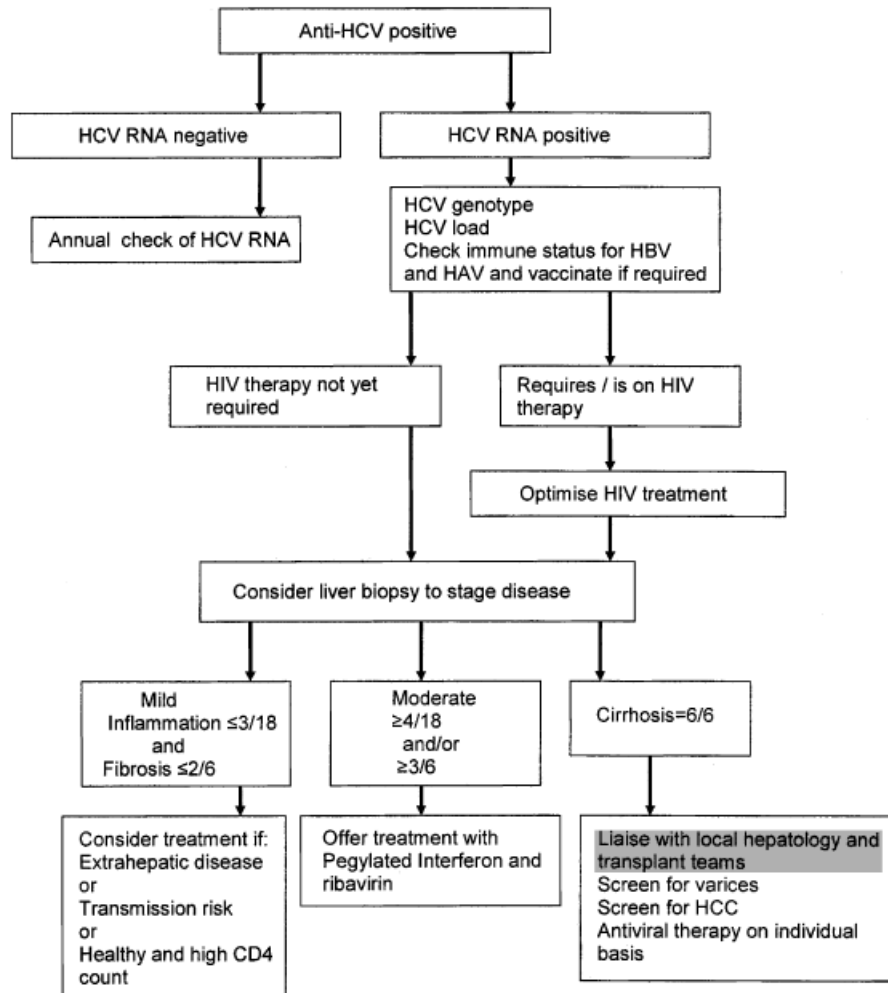 Anti-HCV positive
HCV RNA negative
HCV RNA positive
Annual check of HCV RNA
HCV genotype
HCV load
Check immune status for HBV
and HAV and vaccinate if required
HIV therapy not yet
required
Requires / is on HIV
therapy
Optimise HIV treatment
Consider liver biopsy to stage disease
Mild
Inflammation ≤3/18
and
Fibrosis ≤2/6
Moderate
≥4/18
and/or
≥3/6
Cirrhosis=6/6
Consider treatment if:
Extrahepatic disease
or
Transmission risk
or
Healthy and high CD4
count
Offer treatment with
Pegylated Interferon and
ribavirin
Liaise with local hepatology and
transplant teams
Screen for varices
Screen for HCC
Antiviral therapy on individual
basis